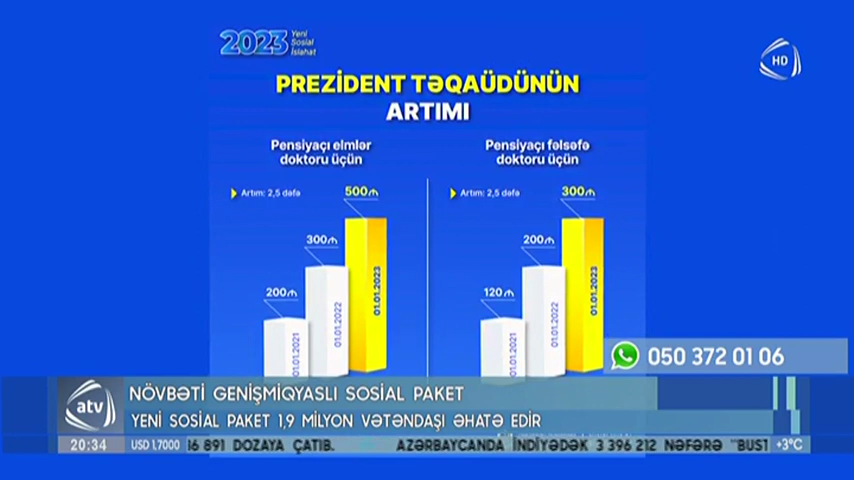 2023 Yeni
Sosial
İslahat
HD
PREZİDENT TƏQAÜDÜNÜN
ARTIMI
Pensiyaçı elmlər
doktoru üçün
Artım: 2,5 dəfə
200₼
300₼
500₼
01.01.2021
01.01.2022
01.01.2023
Pensiyaçı fəlsəfə
doktoru üçün
Artım: 2,5 dəfə
120₼
200₼
300₼
01.01.2021
01.01.2022
01.01.2023
050 372 01 06
atv
NÖVBƏTİ GENİŞMİQYASLI SOSİAL PAKET
YENİ SOSİAL PAKET 1,9 MİLYON VƏTƏNDAŞI ƏHATƏ EDİR
20:34 USD 1,7000 16 891 DOZAYA ÇATIB. AZƏRBAYCANDA İNDİYƏDƏK 3 396 212 NƏFƏRƏ "BUST +3°C